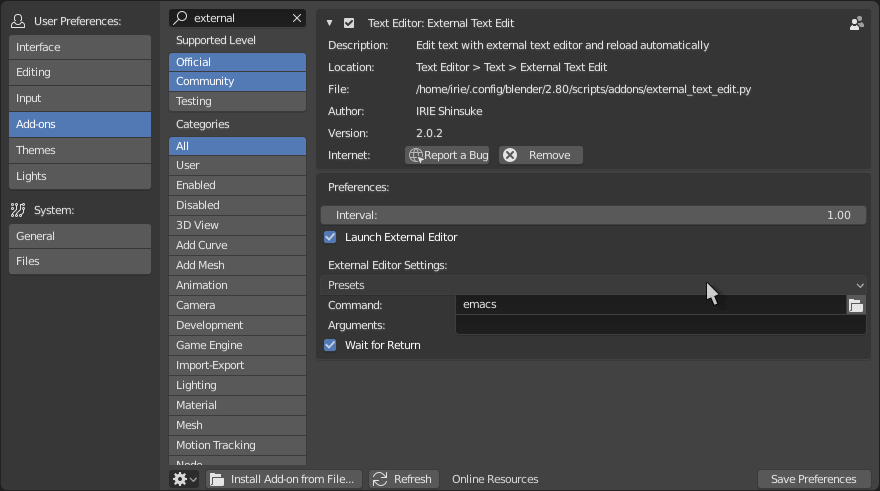 User Preferences:
Interface
Editing
Input
Add-ons
Themes
Lights
System:
General
Files
external
Supported Level
Official
Community
Testing
Categories
All
User
Enabled
Disabled
3D View
Add Curve
Add Mesh
Animation
Camera
Development
Game Engine
Import-Export
Lighting
Material
Mesh
Motion Tracking
Node
Text Editor: External Text Edit
Description: Edit text with external text editor and reload automatically
Location: Text Editor > Text > External Text Edit
File: /home/irie/.config/blender/2.80/scripts/addons/external_text_edit.py
Author: IRIE Shinsuke
Version: 2.0.2
Internet: Report a Bug Remove
Preferences:
Interval: 1.00
Launch External Editor
External Editor Settings:
Presets
Command: emacs
Arguments:
Wait for Return
Install Add-on from File... Refresh Online Resources Save Preferences